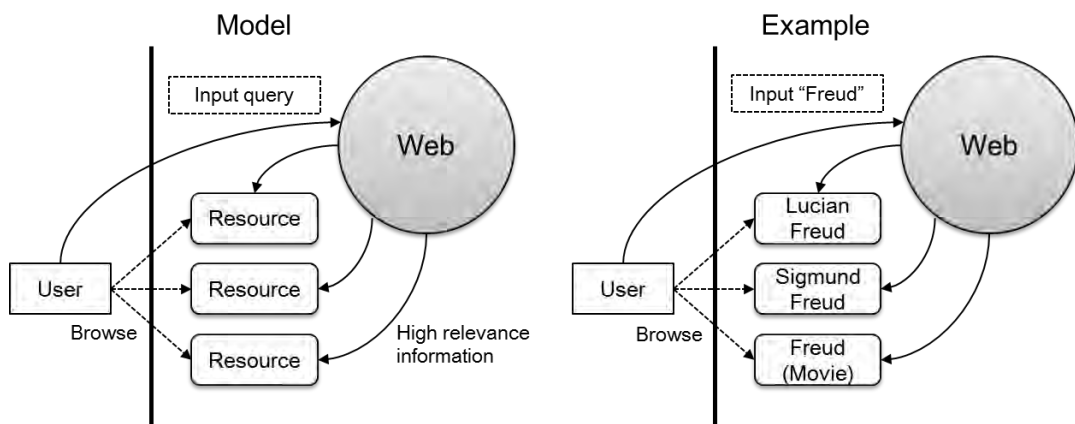 Model
Input query
Web
Resource
Resource
Resource
User
Browse
High relevance
information
Example
Input “Freud”
Web
Lucian
Freud
Sigmund
Freud
Freud
(Movie)
User
Browse